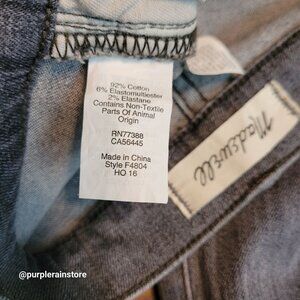 92% Cotton
6% Elastomultiester
2% Elastane
Contains Non-Textile
Parts Of Animal
Origin
RN77388
CA56445
Made in China
Style F4804
HO 16
Madewell
@purplerainstore